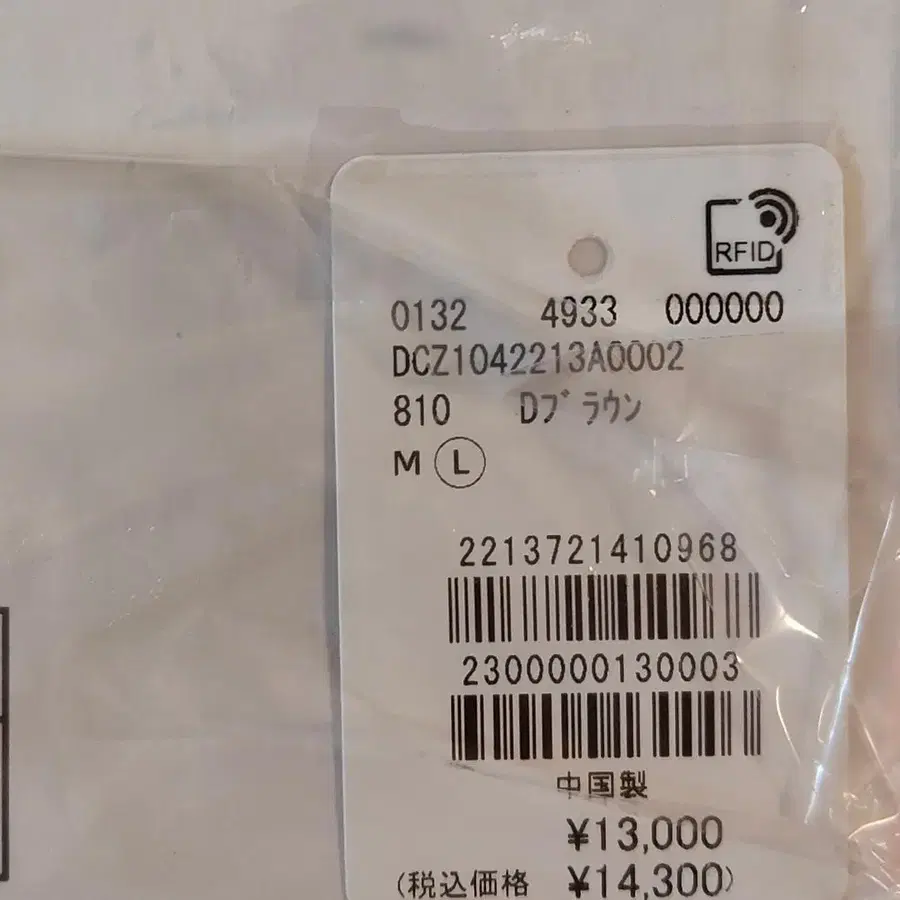 RFID
0132 4933 000000
DCZ1042213A0002
810 Dﾌﾞﾗｳﾝ
M L
2213721410968
2300000130003
中国製
¥13,000
(税込価格 ¥14,300)